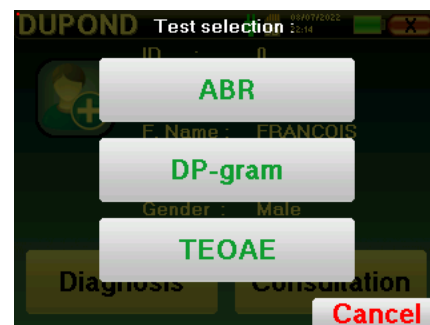 DUPOND Test selection : 08/07/2022
22:14
X
ID : 0
ABR
F. Name : FRANCOIS
DP-gram
Gender : Male
TEOAE
Diagnosis Consultation
Cancel